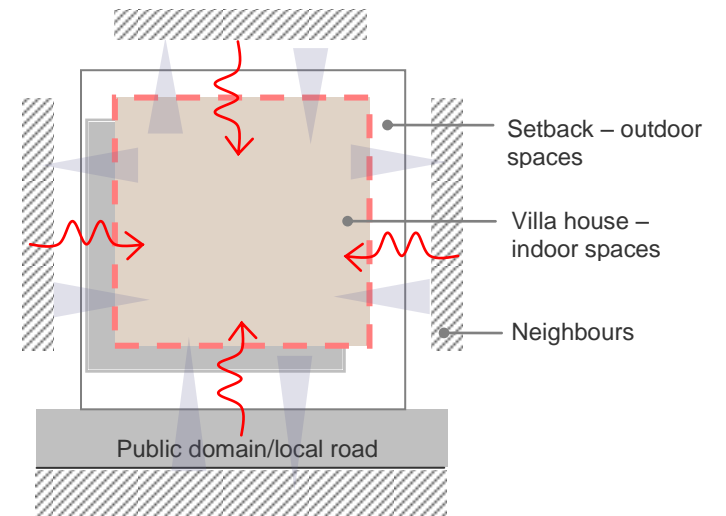 Setback – outdoor
spaces
Villa house –
indoor spaces
Neighbours
Public domain/local road